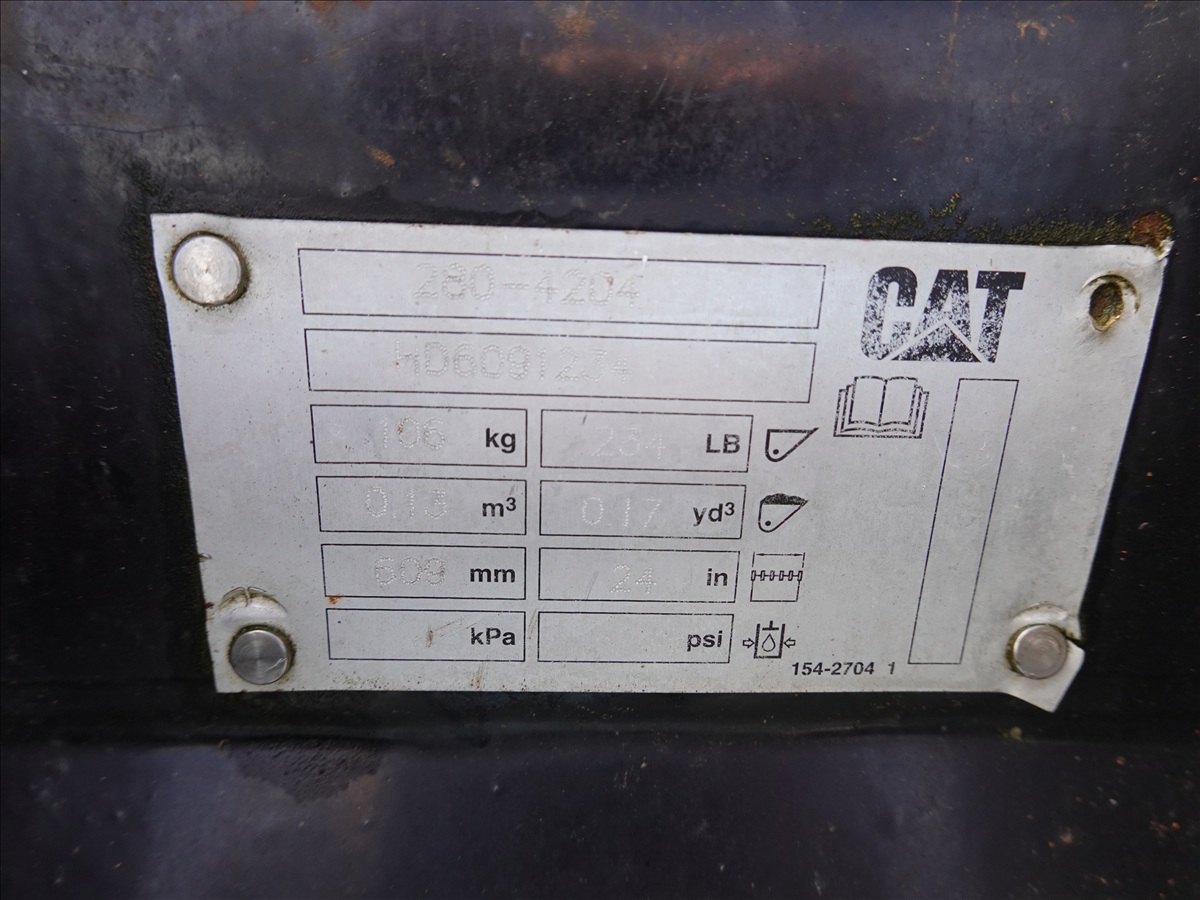 280-4204
CAT
HD6091234
106 kg 234 LB
0.13 m³ 0.17 yd³
609 mm 24 in
kPa psi
154-2704 1